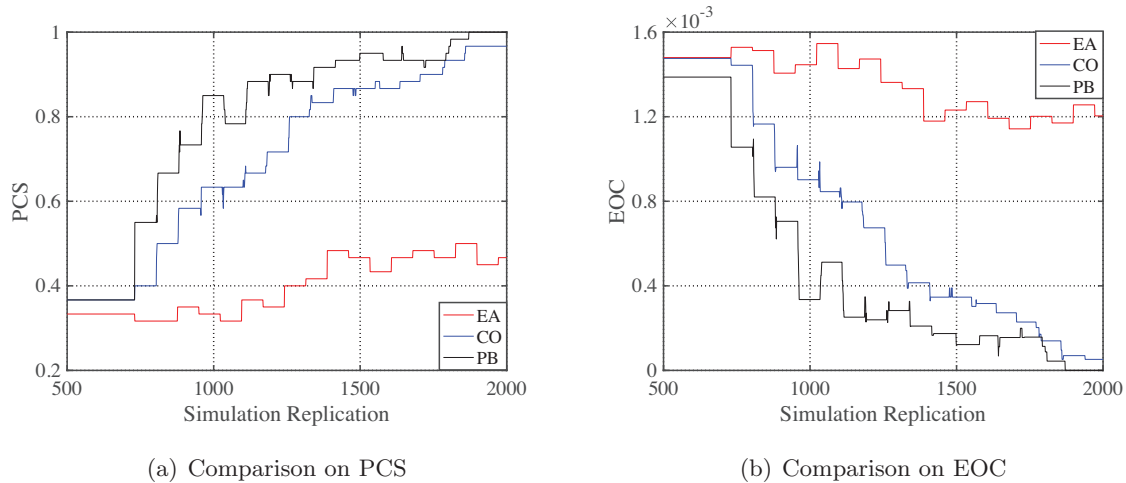 1
0.8
0.6
0.4
0.2
PCS
500 1000 1500 2000
Simulation Replication
EA
CO
PB
(a) Comparison on PCS
×10⁻³
1.6
1.2
0.8
0.4
0
EOC
500 1000 1500 2000
Simulation Replication
EA
CO
PB
(b) Comparison on EOC